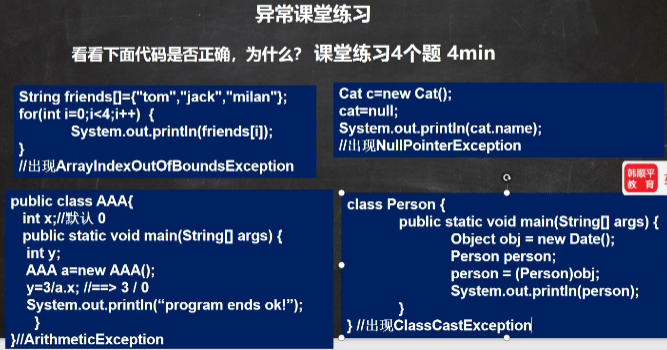 异常课堂练习
看看下面代码是否正确，为什么？ 课堂练习4个题 4min
String friends[]={"tom","jack","milan"};
for(int i=0;i<4;i++) {
System.out.println(friends[i]);
}
//出现ArrayIndexOutOfBoundsException
Cat c=new Cat();
cat=null;
System.out.println(cat.name);
//出现NullPointerException
韩顺平
教育
public class AAA{
int x;//默认 0
public static void main(String[] args) {
int y;
AAA a=new AAA();
y=3/a.x; //==> 3 / 0
System.out.println(“program ends ok!”);
}
}//ArithmeticException
class Person {
public static void main(String[] args) {
Object obj = new Date();
Person person;
person = (Person)obj;
System.out.println(person);
}
} //出现ClassCastException